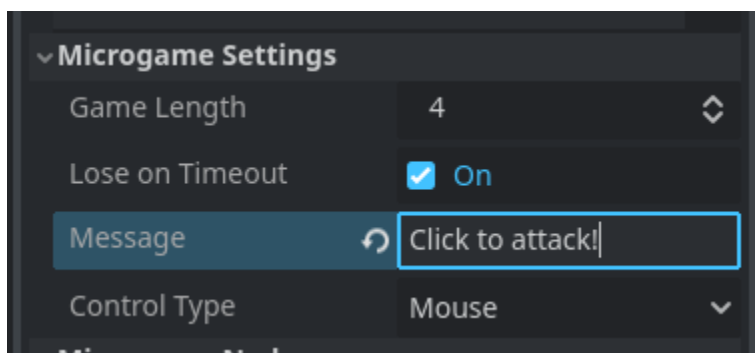 Microgame Settings
Game Length 4
Lose on Timeout On
Message Click to attack!
Control Type Mouse